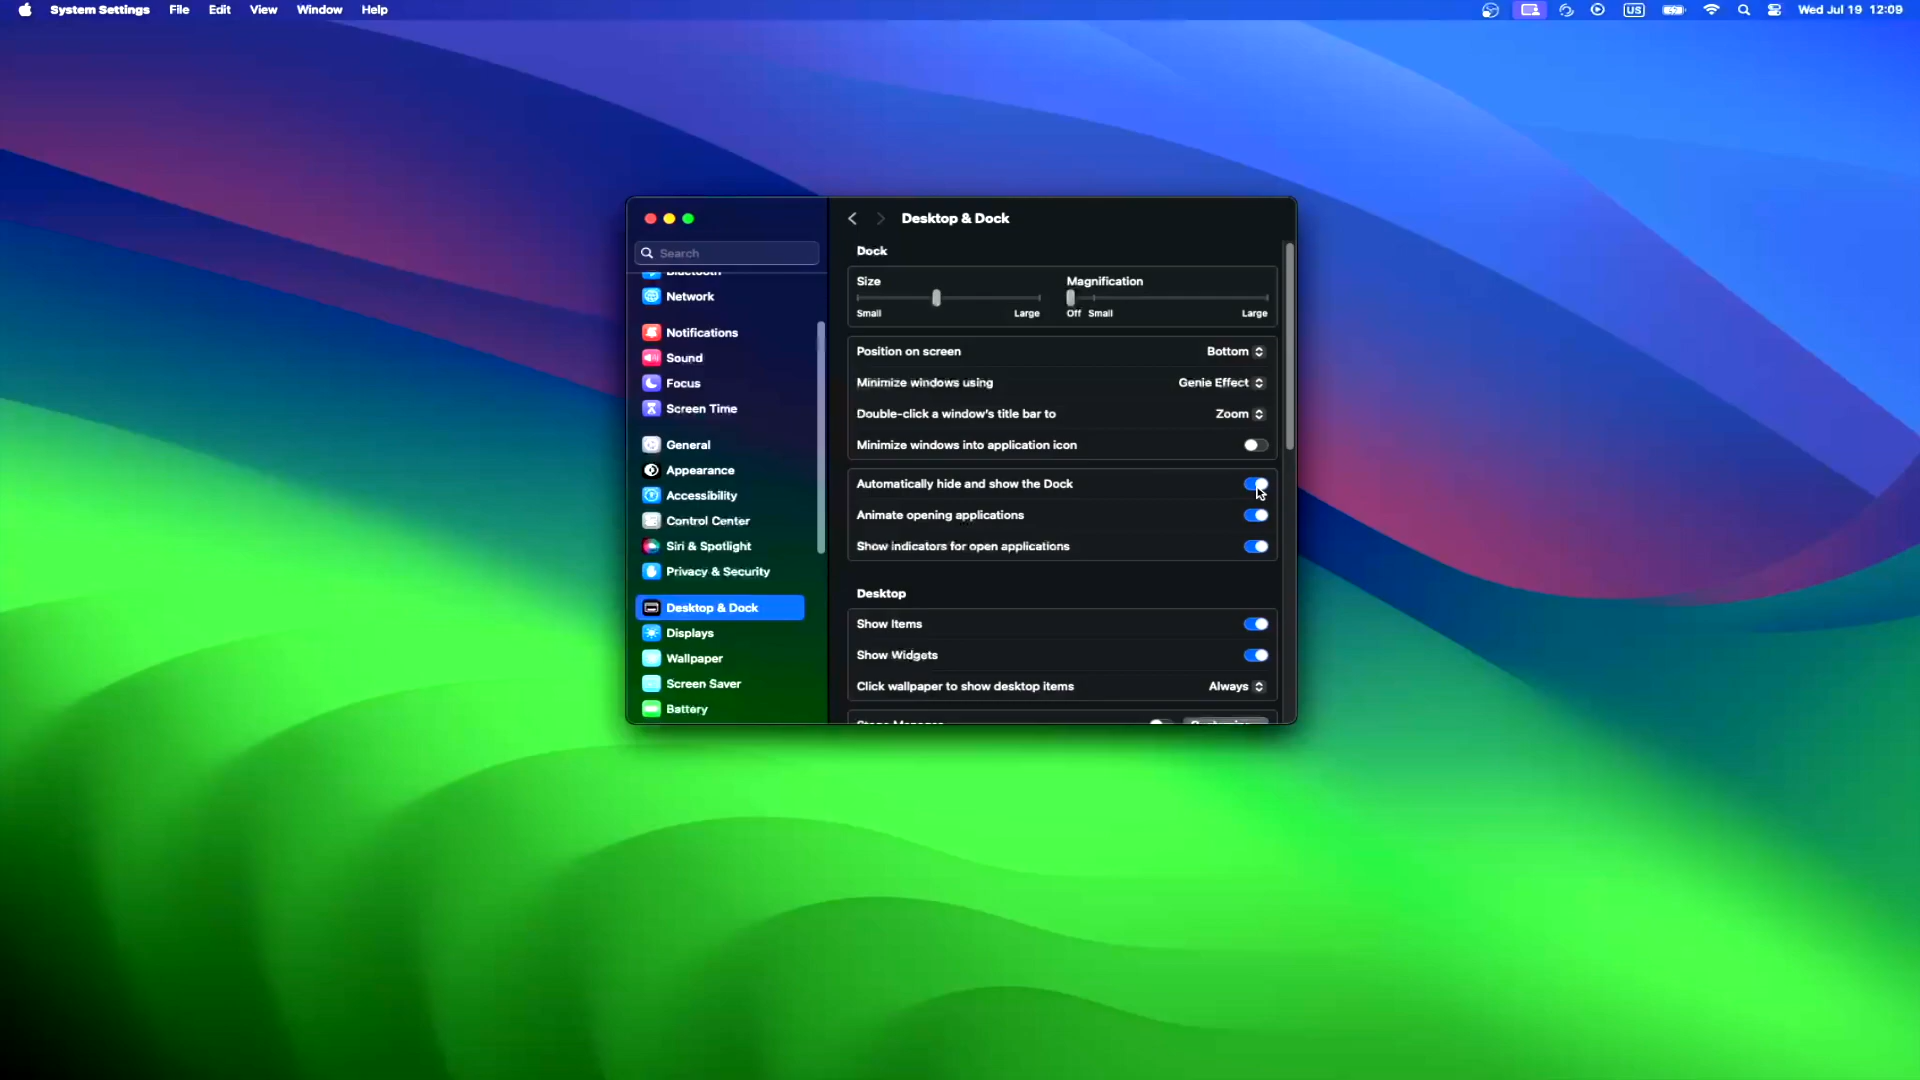 System Settings File Edit View Window Help US Wed Jul 19 12:09
Desktop & Dock
Search
Bluetooth
Network
Notifications
Sound
Focus
Screen Time
General
Appearance
Accessibility
Control Center
Siri & Spotlight
Privacy & Security
Desktop & Dock
Displays
Wallpaper
Screen Saver
Battery
Dock
Size Magnification
Small Large Off Small Large
Position on screen Bottom
Minimize windows using Genie Effect
Double-click a window's title bar to Zoom
Minimize windows into application icon
Automatically hide and show the Dock
Animate opening applications
Show indicators for open applications
Desktop
Show Items
Show Widgets
Click wallpaper to show desktop items Always
Stage Manager